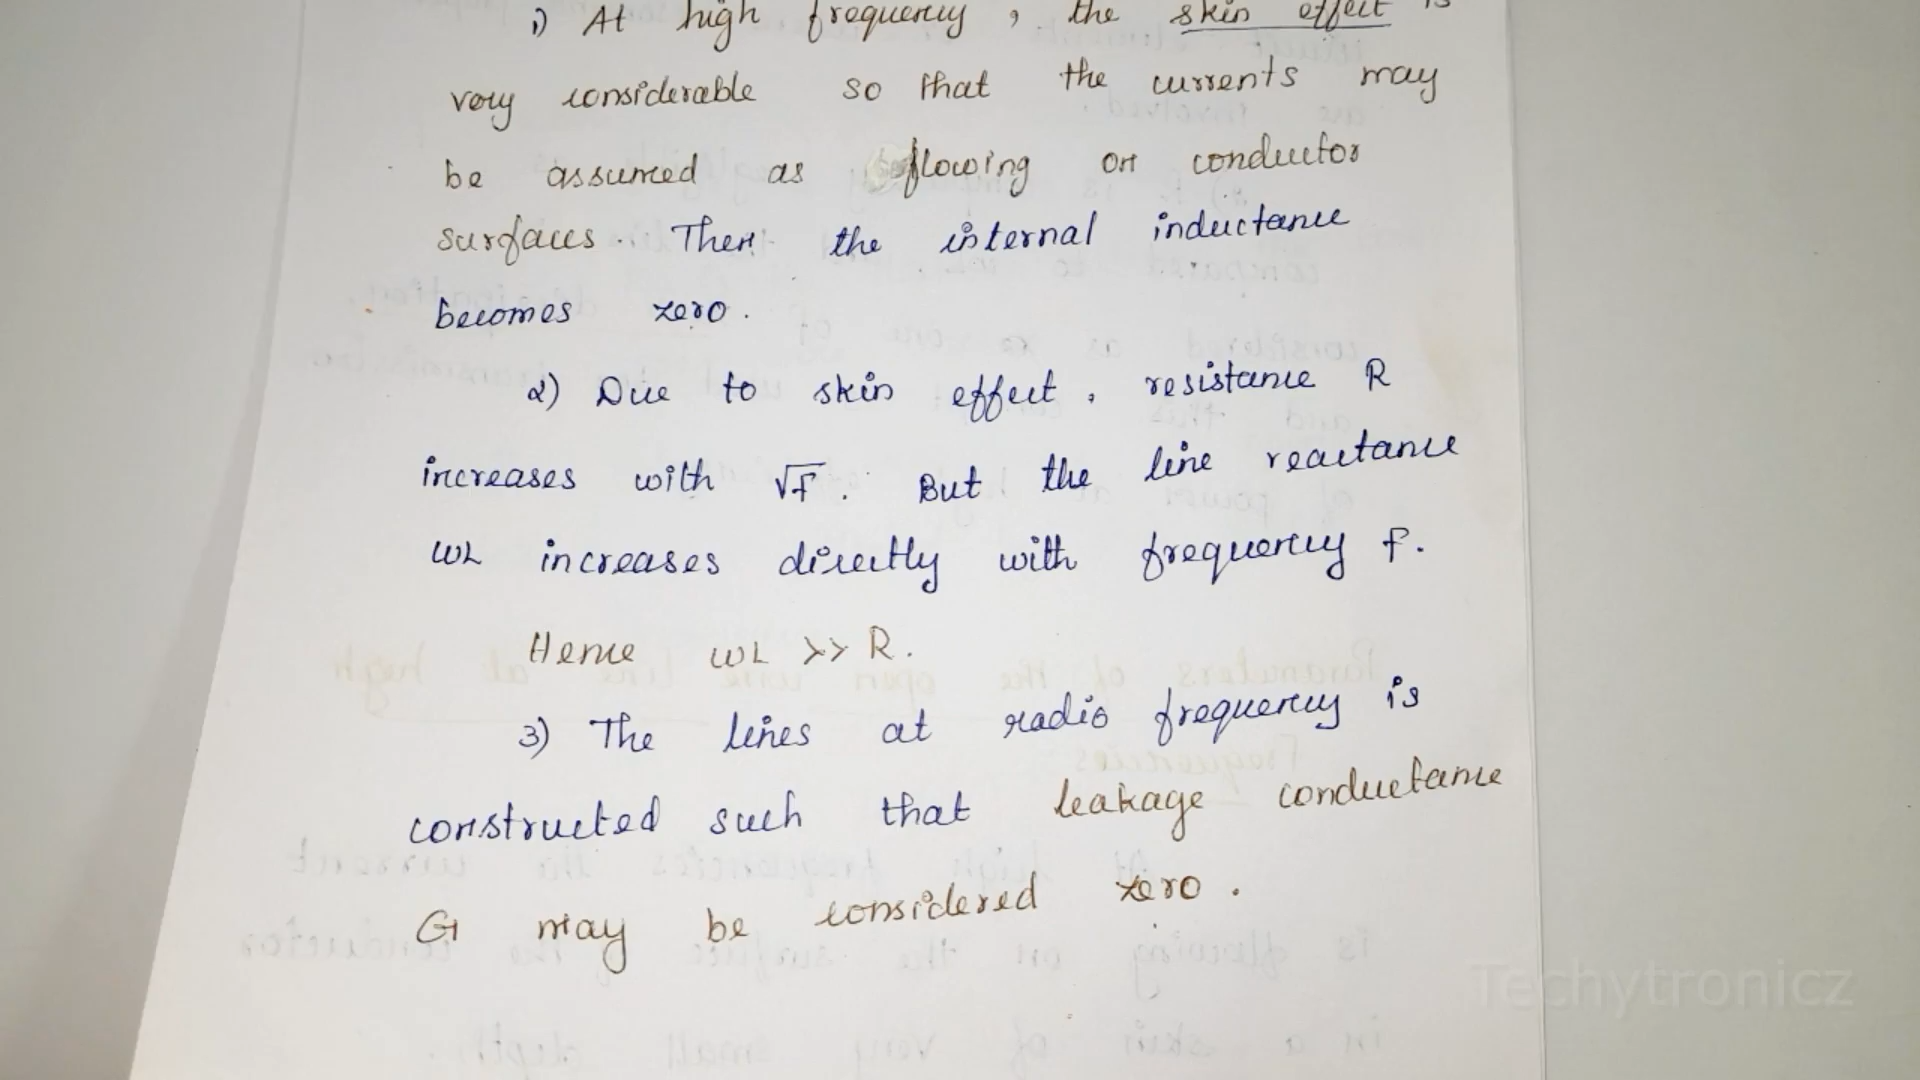 1) At high frequency, the skin effect is
very considerable so that the currents may
be assumed as flowing on conductor
surfaces. Then the internal inductance
becomes zero.
2) Due to skin effect, resistance R
increases with √f. But the line reactance
ωL increases directly with frequency f.
Hence ωL >> R.
3) The lines at radio frequency is
constructed such that leakage conductance
G may be considered zero.
Techytronicz